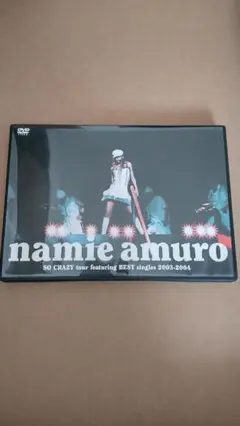 DVD
namie amuro
SO CRAZY tour featuring BEST singles 2003-2004